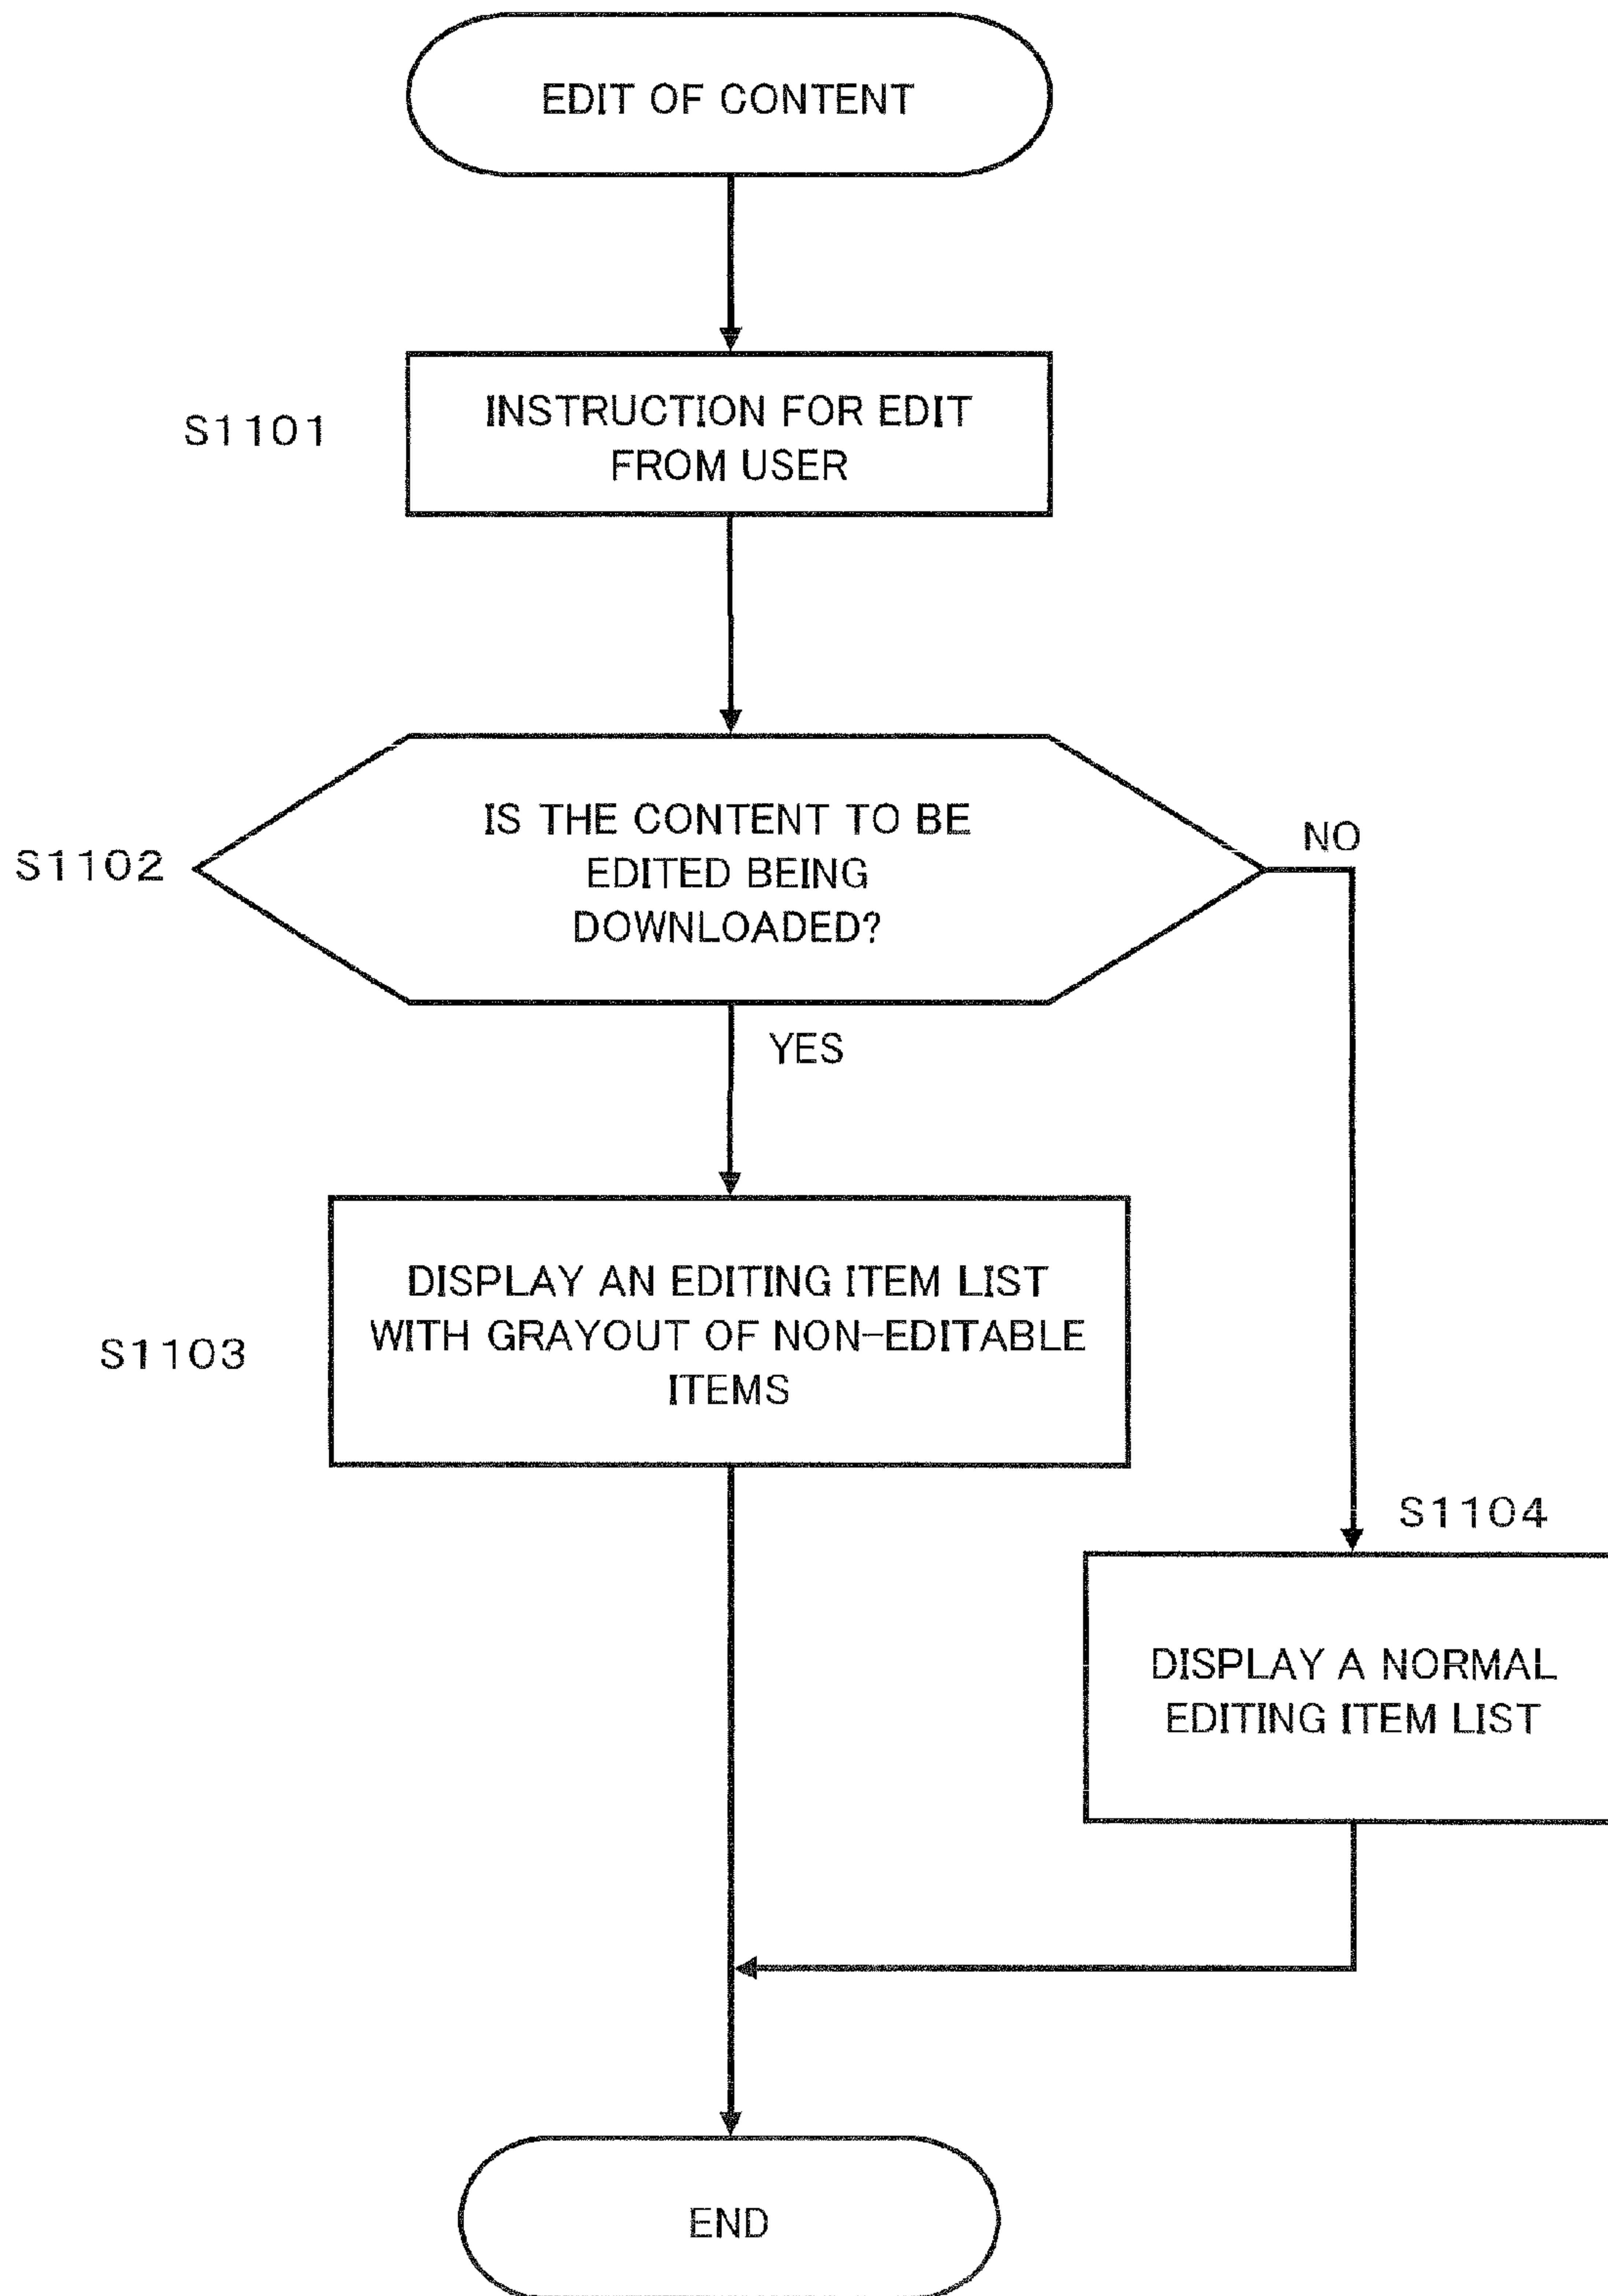 EDIT OF CONTENT
S1101
INSTRUCTION FOR EDIT
FROM USER
S1102
IS THE CONTENT TO BE
EDITED BEING
DOWNLOADED?
NO
YES
S1103
DISPLAY AN EDITING ITEM LIST
WITH GRAYOUT OF NON-EDITABLE
ITEMS
S1104
DISPLAY A NORMAL
EDITING ITEM LIST
END